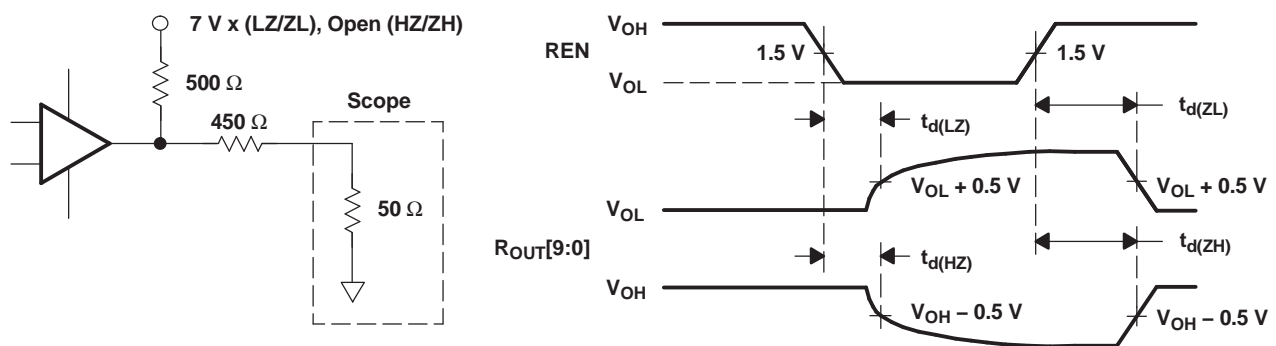 7 V x (LZ/ZL), Open (HZ/ZH)
500 Ω
450 Ω
Scope
50 Ω
REN
V_OH
1.5 V
1.5 V
V_OL
t_d(LZ)
t_d(ZL)
V_OL + 0.5 V
V_OL + 0.5 V
V_OL
R_OUT[9:0]
t_d(HZ)
t_d(ZH)
V_OH
V_OH – 0.5 V
V_OH – 0.5 V